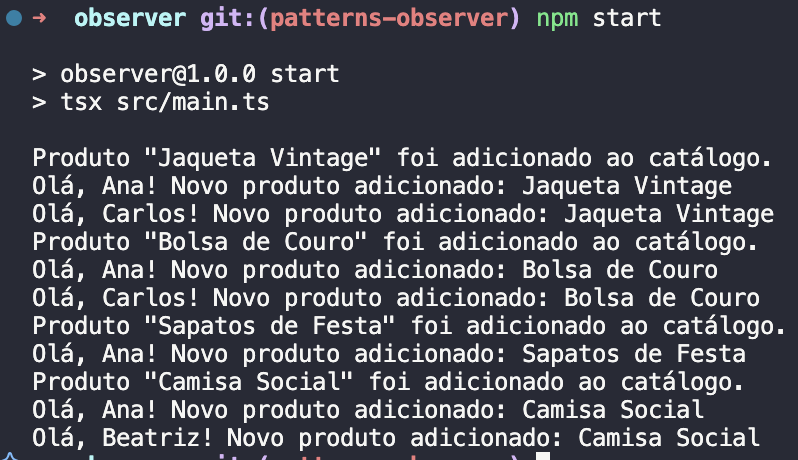 ➜ observer git:(patterns-observer) npm start
> observer@1.0.0 start
> tsx src/main.ts
Produto "Jaqueta Vintage" foi adicionado ao catálogo.
Olá, Ana! Novo produto adicionado: Jaqueta Vintage
Olá, Carlos! Novo produto adicionado: Jaqueta Vintage
Produto "Bolsa de Couro" foi adicionado ao catálogo.
Olá, Ana! Novo produto adicionado: Bolsa de Couro
Olá, Carlos! Novo produto adicionado: Bolsa de Couro
Produto "Sapatos de Festa" foi adicionado ao catálogo.
Olá, Ana! Novo produto adicionado: Sapatos de Festa
Produto "Camisa Social" foi adicionado ao catálogo.
Olá, Ana! Novo produto adicionado: Camisa Social
Olá, Beatriz! Novo produto adicionado: Camisa Social
observer git:(patterns-observer)